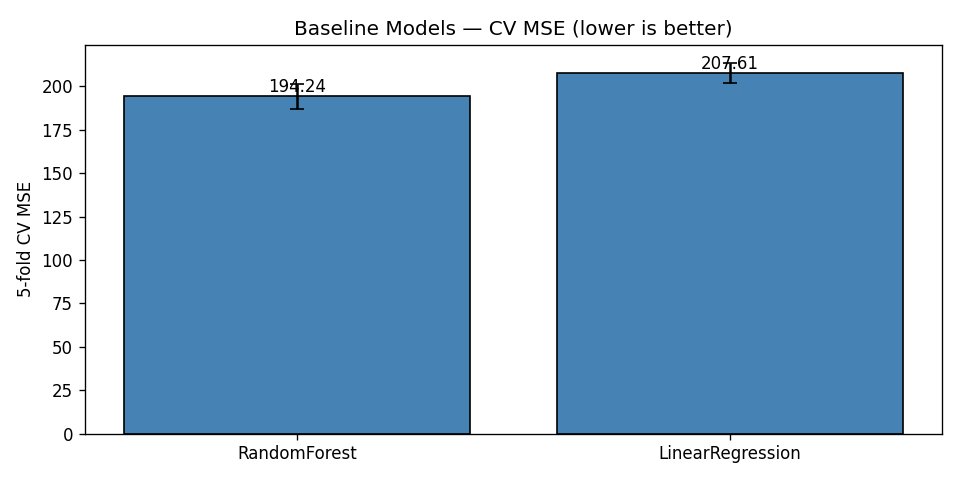 Baseline Models — CV MSE (lower is better)
5-fold CV MSE
200
175
150
125
100
75
50
25
0
194.24
207.61
RandomForest
LinearRegression